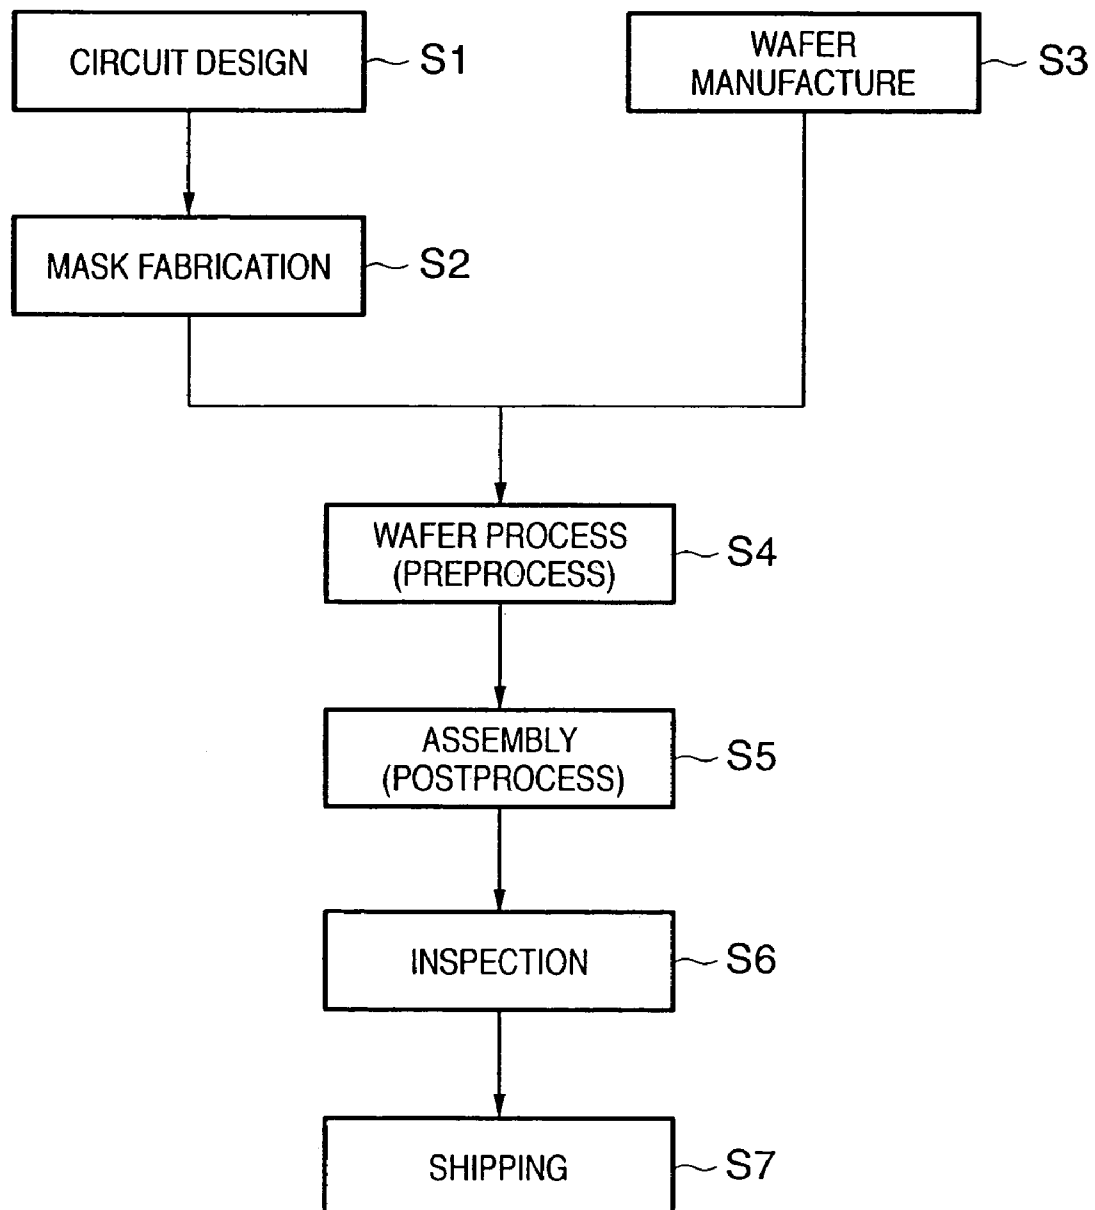 CIRCUIT DESIGN
S1
WAFER
MANUFACTURE
S3
MASK FABRICATION
S2
WAFER PROCESS
(PREPROCESS)
S4
ASSEMBLY
(POSTPROCESS)
S5
INSPECTION
S6
SHIPPING
S7